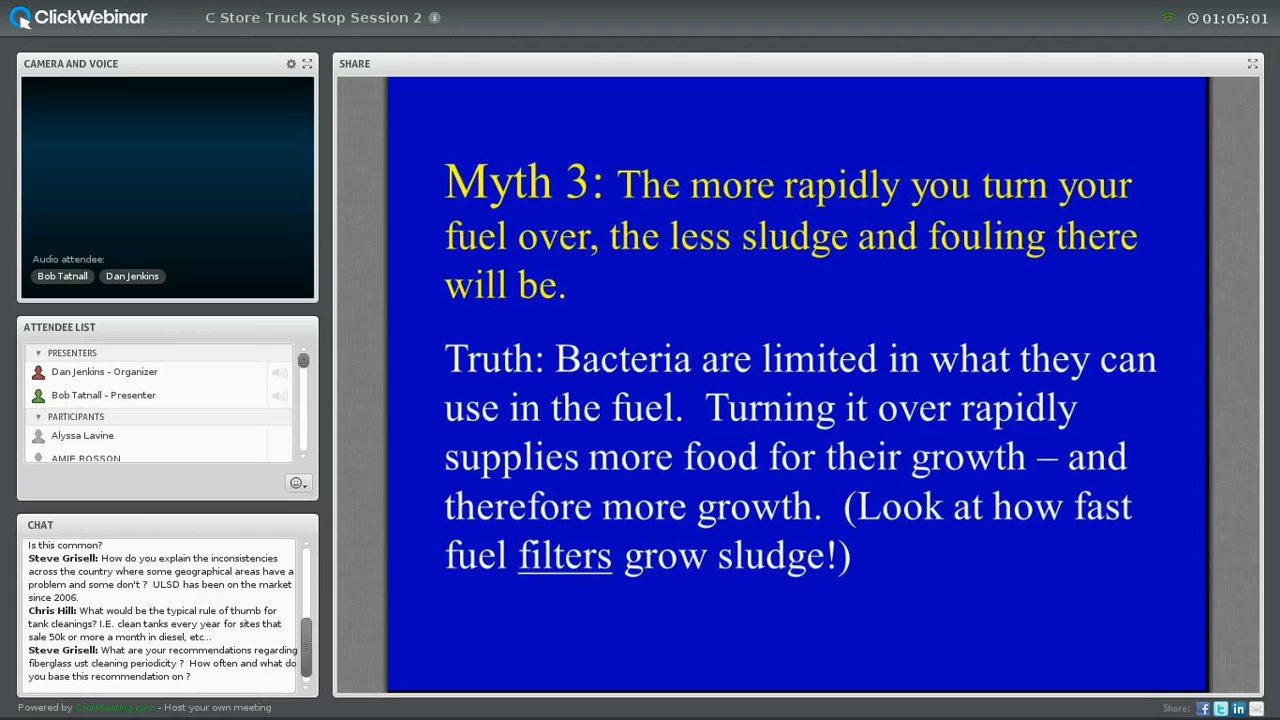 ClickWebinar
C Store Truck Stop Session 2
01:05:01
CAMERA AND VOICE
Audio attendee:
Bob Tatnall
Dan Jenkins
ATTENDEE LIST
PRESENTERS
Dan Jenkins - Organizer
Bob Tatnall - Presenter
PARTICIPANTS
Alyssa Lavine
AMIE ROSSON
CHAT
Is this common?
Steve Grisell: How do you explain the inconsistencies
across the country where some geographical areas have a
problem and some don't ? ULSD has been on the market
since 2006.
Chris Hill: What would be the typical rule of thumb for
tank cleanings? I.E. clean tanks every year for sites that
sale 50k or more a month in diesel, etc...
Steve Grisell: What are your recommendations regarding
fiberglass ust cleaning periodicity ? How often and what do
you base this recommendation on ?
SHARE
Myth 3: The more rapidly you turn your
fuel over, the less sludge and fouling there
will be.
Truth: Bacteria are limited in what they can
use in the fuel. Turning it over rapidly
supplies more food for their growth – and
therefore more growth. (Look at how fast
fuel filters grow sludge!)
Powered by ClickMeeting.com - Host your own meeting
Share: